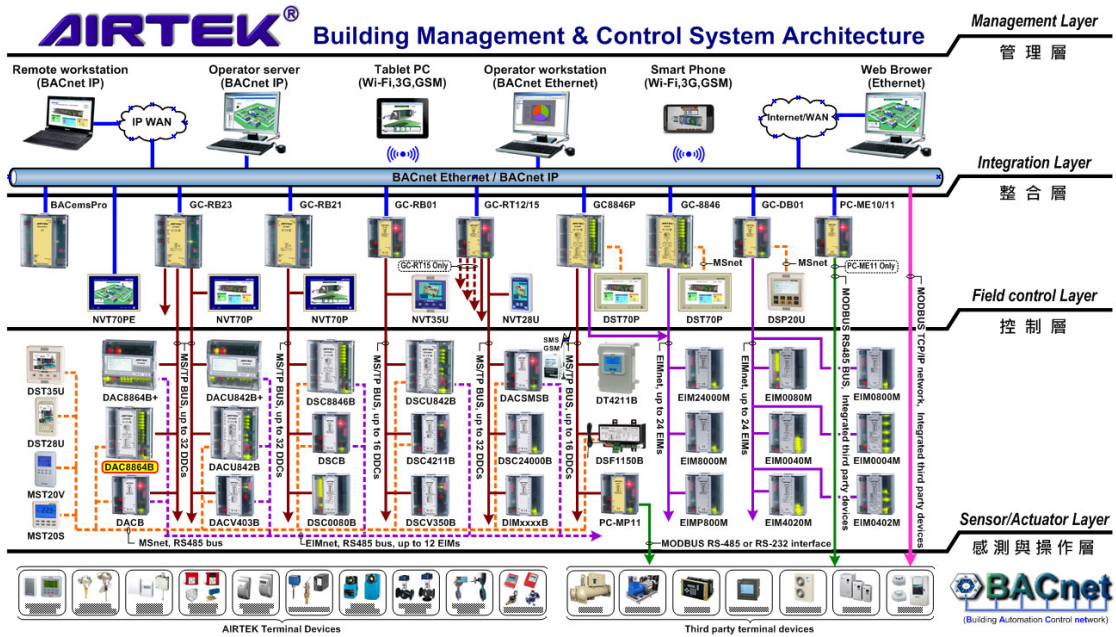 AIRTEK®
Building Management & Control System Architecture
Management Layer
管理層
Remote workstation
(BACnet IP)
Operator server
(BACnet IP)
Tablet PC
(Wi-Fi,3G,GSM)
Operator workstation
(BACnet Ethernet)
Smart Phone
(Wi-Fi,3G,GSM)
Web Brower
(Ethernet)
IP WAN
Internet/WAN
BACnet Ethernet / BACnet IP
Integration Layer
整合層
BACemsPro
GC-RB23
GC-RB21
GC-RB01
GC-RT12/15
GC8846P
GC-8846
GC-DB01
PC-ME10/11
GC-RT15 Only
MSnet
MSnet
PC-ME11 Only
NVT70PE
NVT70P
NVT70P
NVT35U
NVT28U
DST70P
DST70P
DSP20U
Field control Layer
控制層
MS/TP BUS, up to 32 DDCs
MS/TP BUS, up to 32 DDCs
MS/TP BUS, up to 16 DDCs
MS/TP BUS, up to 32 DDCs
MS/TP BUS, up to 16 DDCs
EIMnet, up to 24 EIMs
EIMnet, up to 24 EIMs
MODBUS RS485 BUS, Integrated third party devices
MODBUS TCP/IP network, Integrated third party devices
SMS
GSM
DST35U
DAC8864B+
DACU842B+
DSC8846B
DSCU842B
DACSMSB
DT4211B
EIM24000M
EIM0080M
EIM0800M
DST28U
DAC8864B
DACU842B
DSCB
DSC4211B
DSC24000B
DSF1150B
EIM8000M
EIM0040M
EIM0004M
MST20V
MST20S
DACB
DACV403B
DSC0080B
DSCV350B
DIMxxxxB
PC-MP11
EIMP800M
EIM4020M
EIM0402M
MSnet, RS485 bus
EIMnet, RS485 bus, up to 12 EIMs
MODBUS RS-485 or RS-232 interface
Sensor/Actuator Layer
感測與操作層
AIRTEK Terminal Devices
Third party terminal devices
BACnet
(Building Automation Control network)